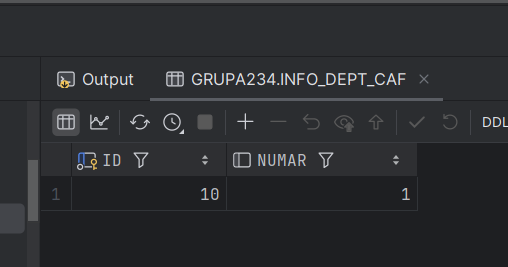 Output GRUPA234.INFO_DEPT_CAF
DDL
ID NUMAR
1 10 1